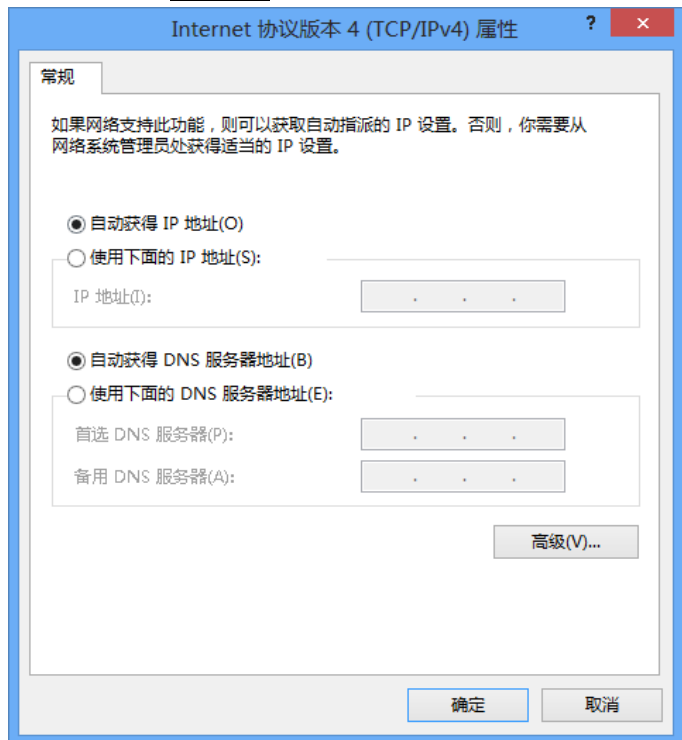 Internet 协议版本 4 (TCP/IPv4) 属性
?
×
常规
如果网络支持此功能，则可以获取自动指派的 IP 设置。否则，你需要从
网络系统管理员处获得适当的 IP 设置。
自动获得 IP 地址(O)
使用下面的 IP 地址(S):
IP 地址(I):
自动获得 DNS 服务器地址(B)
使用下面的 DNS 服务器地址(E):
首选 DNS 服务器(P):
备用 DNS 服务器(A):
高级(V)...
确定
取消